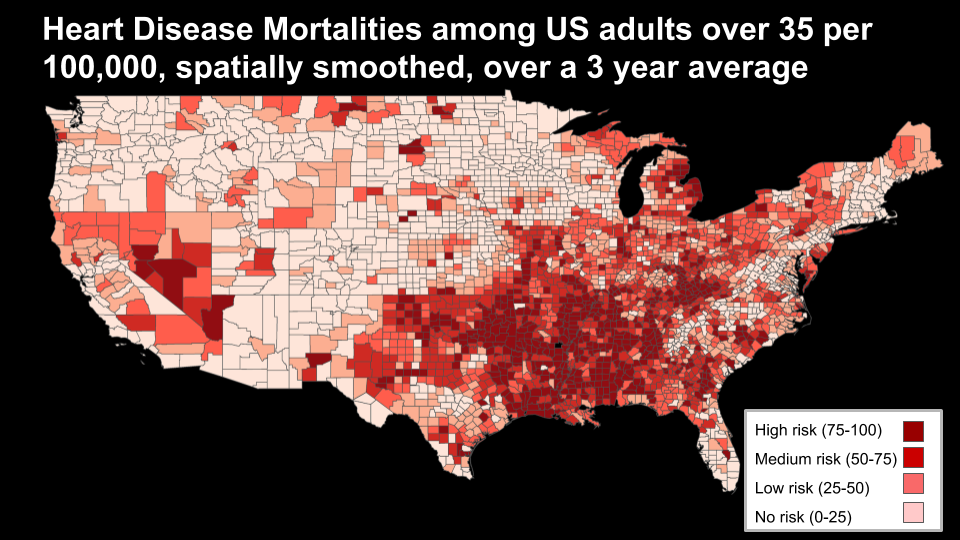 Heart Disease Mortalities among US adults over 35 per
100,000, spatially smoothed, over a 3 year average
High risk (75-100)
Medium risk (50-75)
Low risk (25-50)
No risk (0-25)